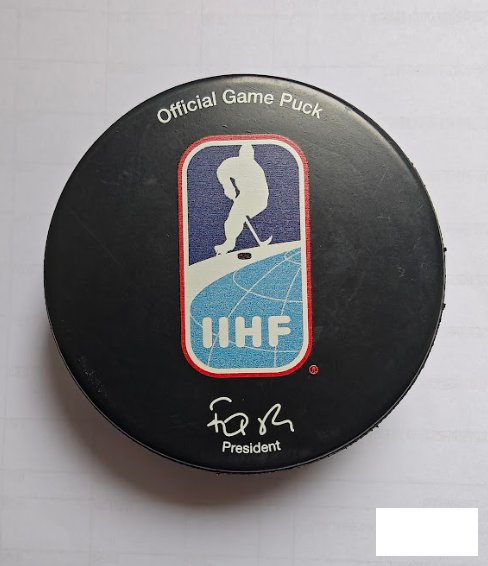 Official Game Puck
IIHF
®
President